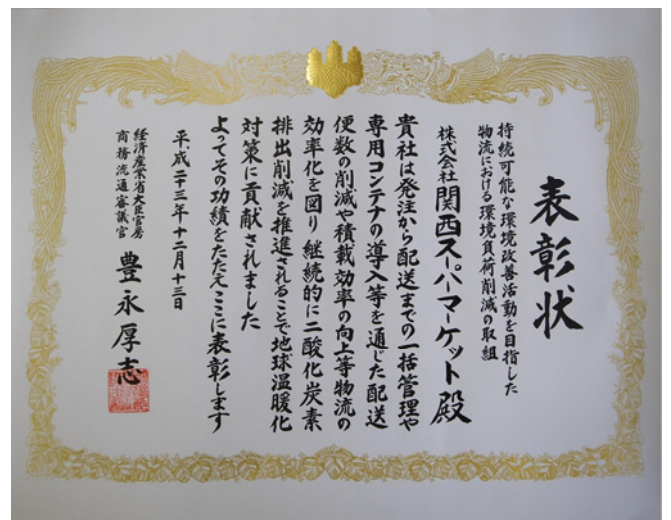 表彰状
持続可能な環境改善活動を目指した
物流における環境負荷削減の取組
株式会社関西スーパーマーケット殿
貴社は発注から配送までの一括管理や
専用コンテナの導入等を通じた配送
便数の削減や積載効率の向上等物流の
効率化を図り継続的に二酸化炭素
排出削減を推進されることで地球温暖化
対策に貢献されました
よってその功績をたたえここに表彰します
平成二十三年十二月十三日
経済産業省大臣官房
商務流通審議官
豊永厚志